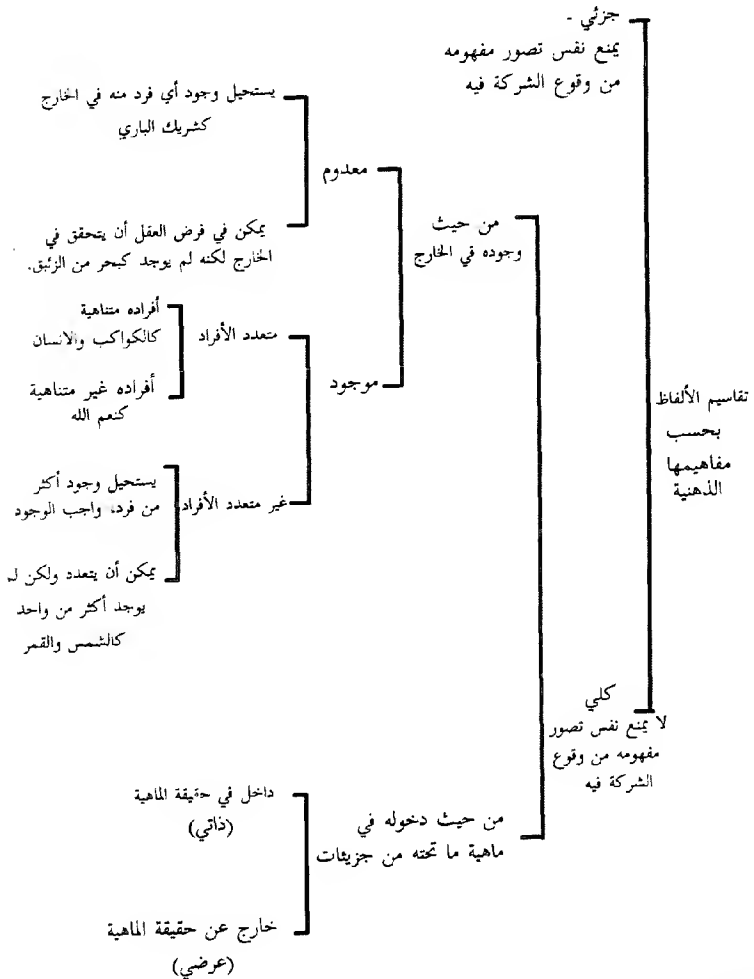 تقاسيم الألفاظ
بحسب
مفاهيمها
الذهنية
جزئي -
يمنع نفس تصور مفهومه
من وقوع الشركة فيه
كلي
لا يمنع نفس تصور
مفهومه من وقوع
الشركة فيه
من حيث
وجوده في الخارج
معدوم
يستحيل وجود أي فرد منه في الخارج
كشريك الباري
يمكن في فرض العقل أن يتحقق في
الخارج لكنه لم يوجد كبحر من الزئبق.
موجود
متعدد الأفراد
أفراده متناهية
كالكواكب والانسان
أفراده غير متناهية
كنعم الله
غير متعدد الأفراد
يستحيل وجود أكثر
من فرد، واجب الوجود
يمكن أن يتعدد ولكن لم
يوجد أكثر من واحد
كالشمس والقمر
من حيث دخوله في
ماهية ما تحته من جزيئات
داخل في حقيقة الماهية
(ذاتي)
خارج عن حقيقة الماهية
(عرضي)